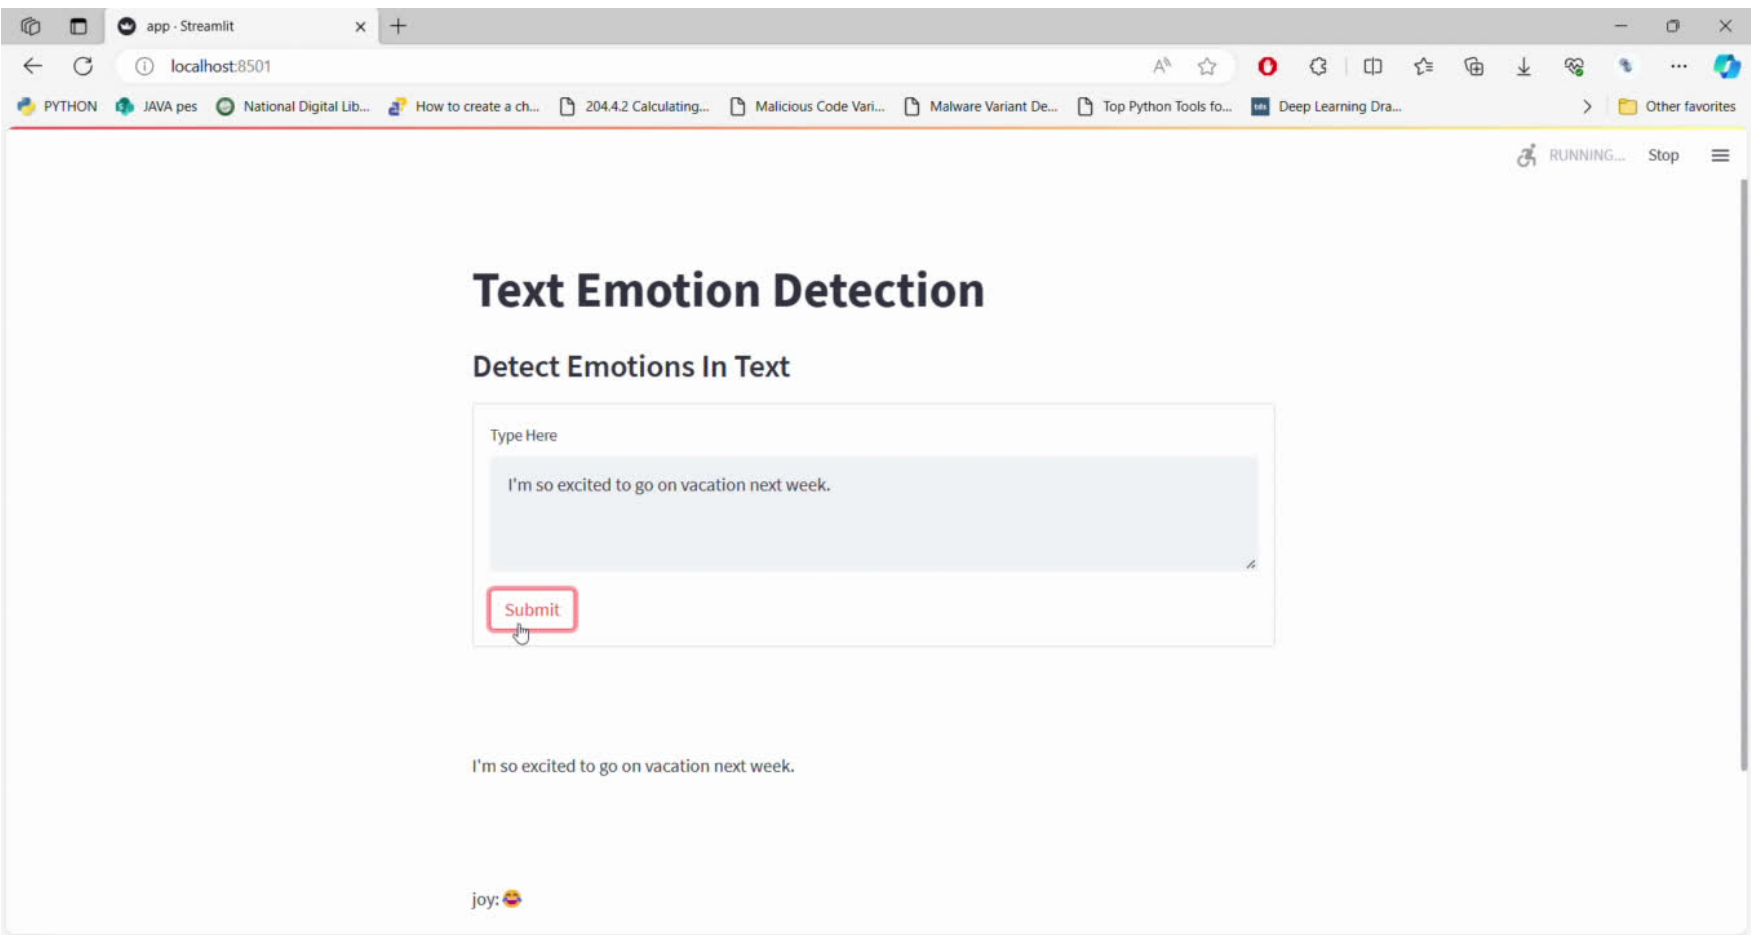 app - Streamlit
localhost:8501
PYTHON JAVA pes National Digital Lib... How to create a ch... 204.4.2 Calculating... Malicious Code Vari... Malware Variant De... Top Python Tools fo... Deep Learning Dra... Other favorites
RUNNING... Stop
Text Emotion Detection
Detect Emotions In Text
Type Here
I'm so excited to go on vacation next week.
Submit
I'm so excited to go on vacation next week.
joy:😂